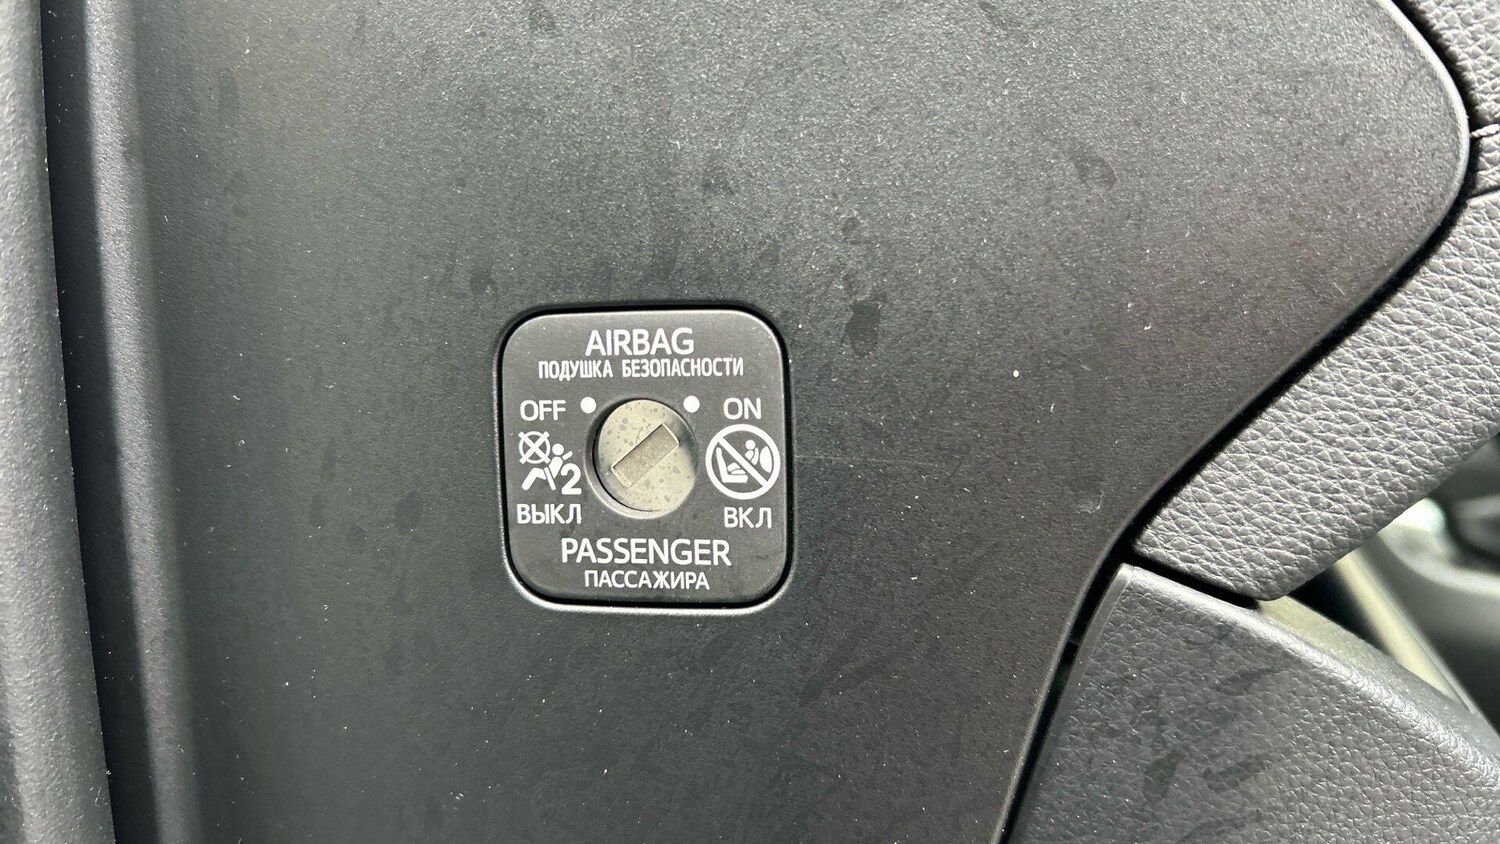 AIRBAG
ПОДУШКА БЕЗОПАСНОСТИ
OFF ON
2
ВЫКЛ ВКЛ
PASSENGER
ПАССАЖИРА